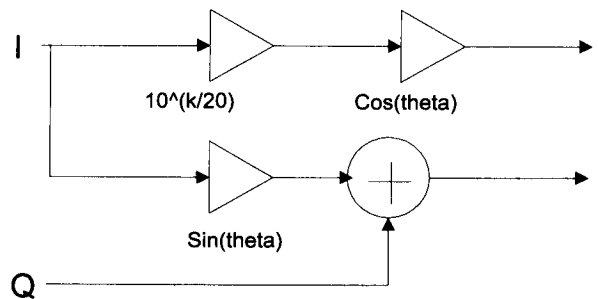 I
10^(k/20)
Cos(theta)
Sin(theta)
Q